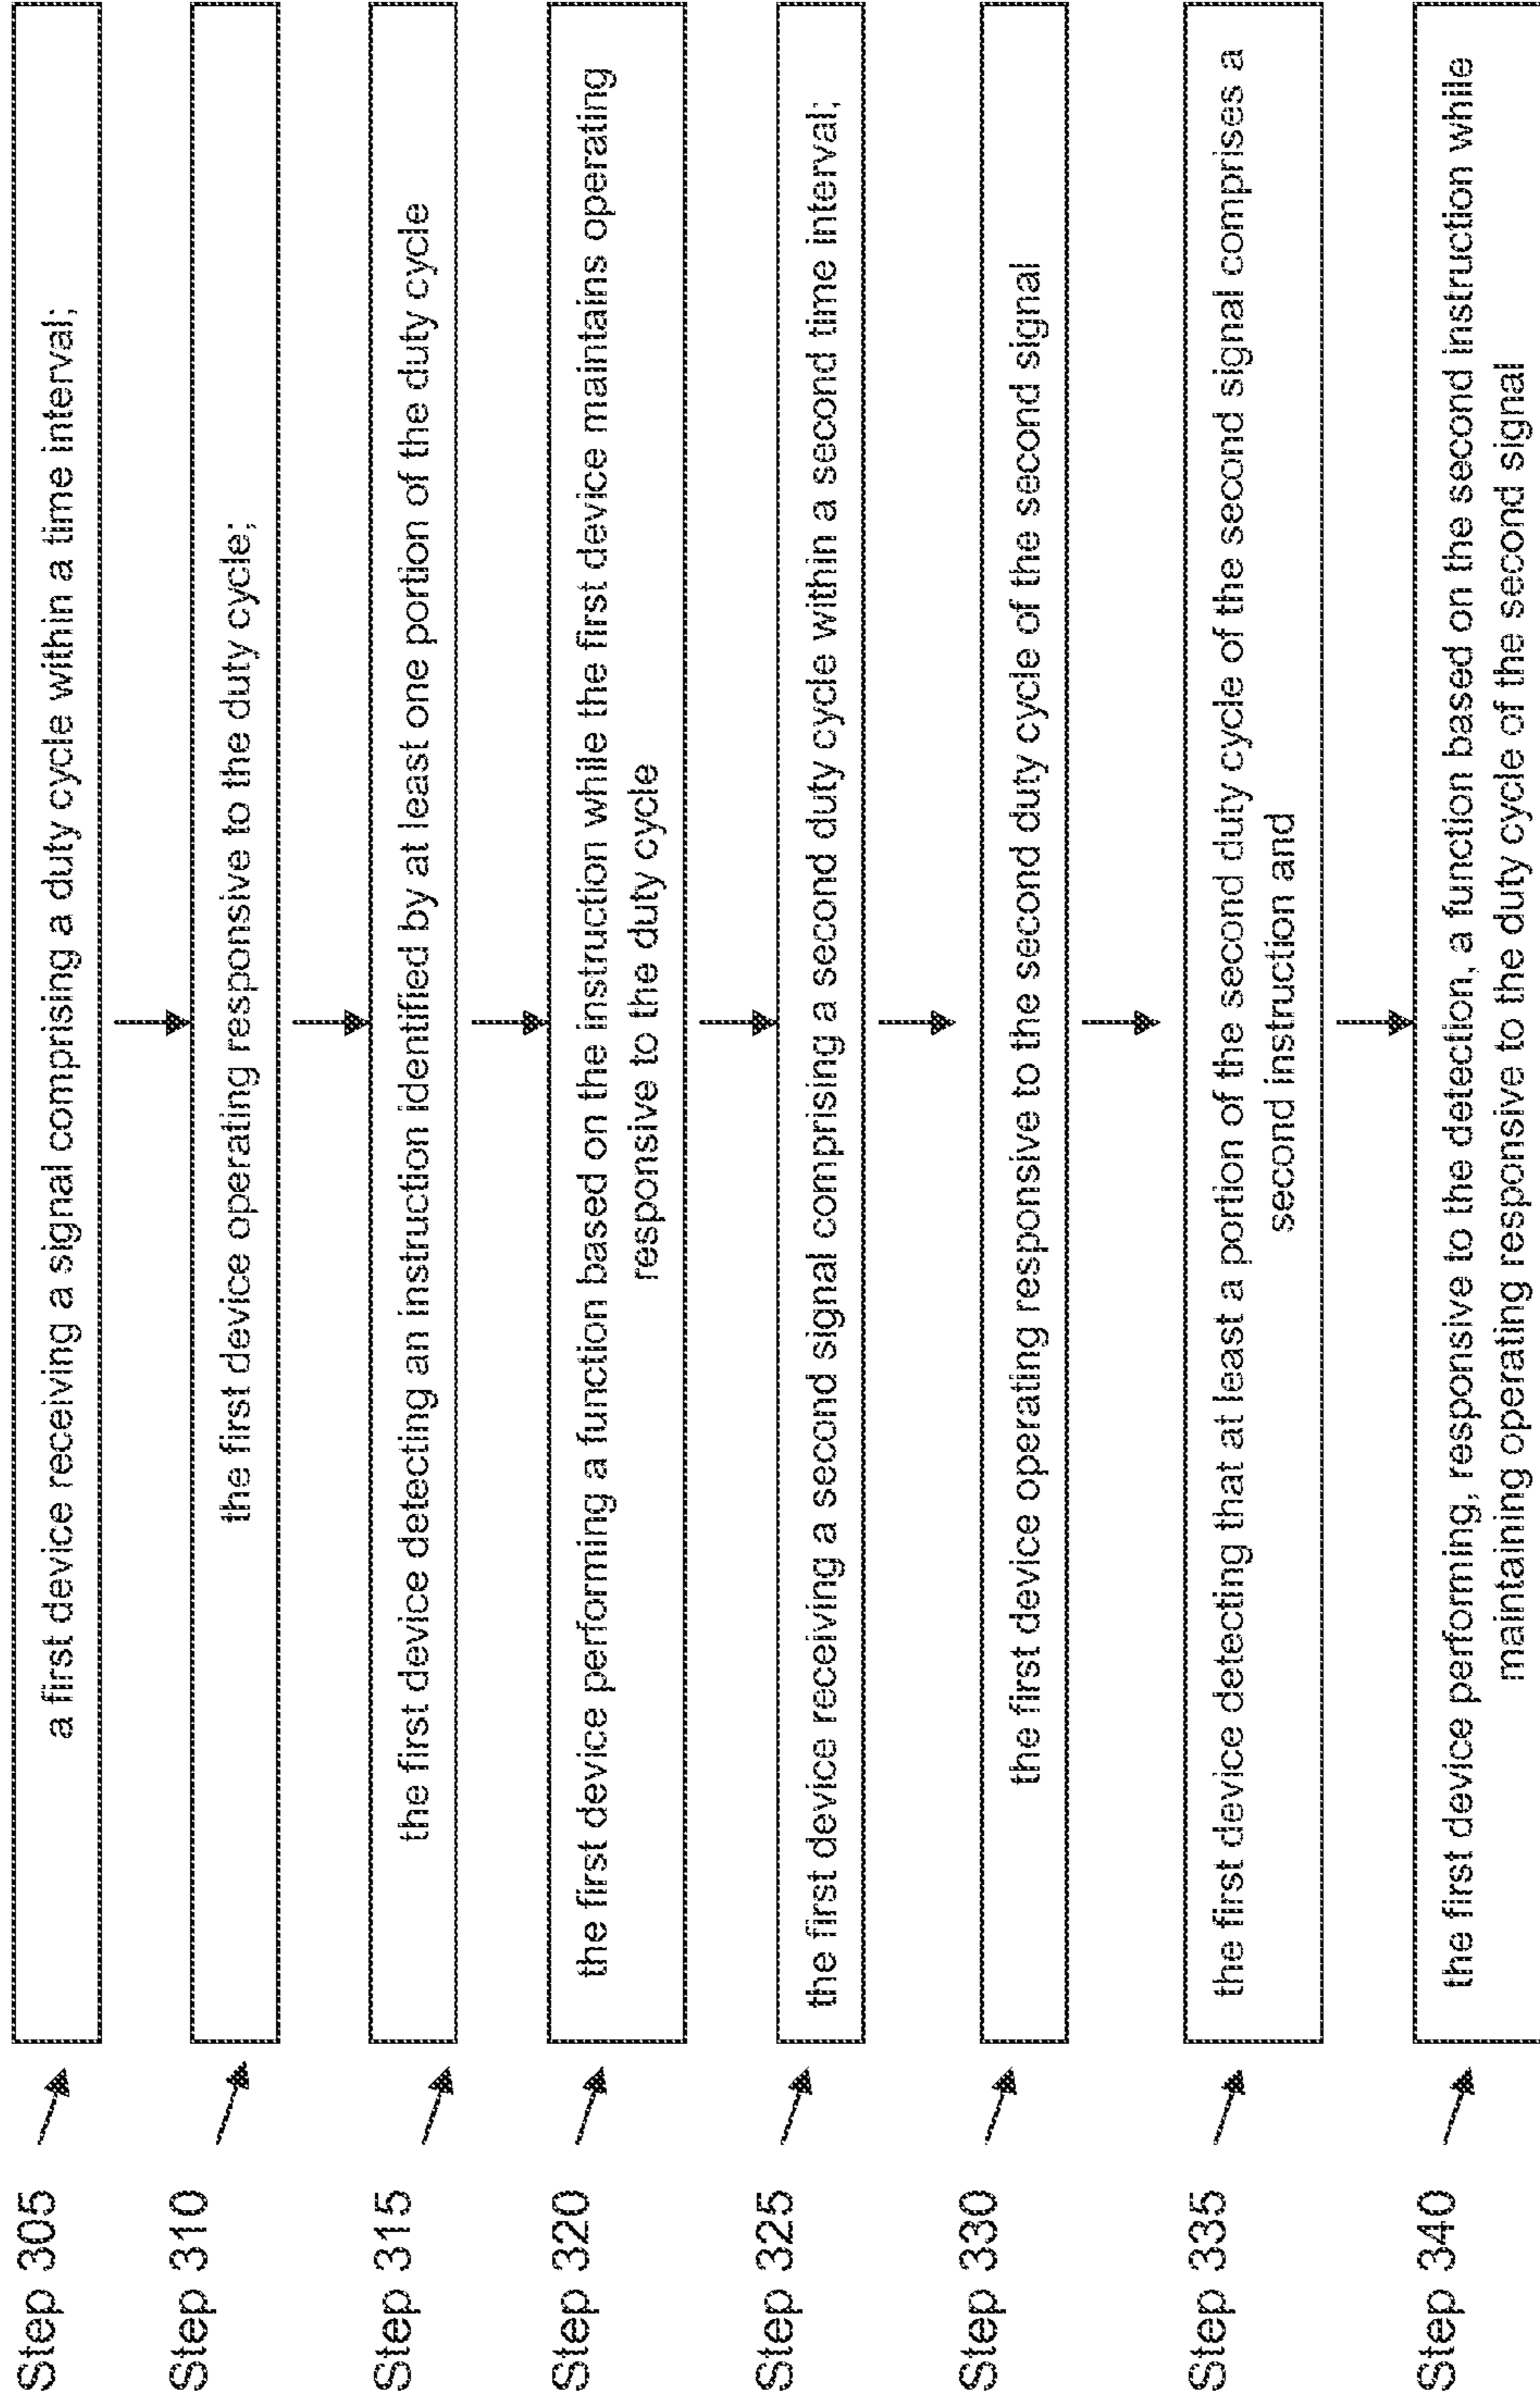 Step 305
a first device receiving a signal comprising a duty cycle within a time interval;
Step 310
the first device operating responsive to the duty cycle;
Step 315
the first device detecting an instruction identified by at least one portion of the duty cycle
Step 320
the first device performing a function based on the instruction while the first device maintains operating
responsive to the duty cycle
Step 325
the first device receiving a second signal comprising a second duty cycle within a second time interval;
Step 330
the first device operating responsive to the second duty cycle of the second signal
Step 335
the first device detecting that at least a portion of the second duty cycle of the second signal comprises a
second instruction and
Step 340
the first device performing, responsive to the detection, a function based on the second instruction while
maintaining operating responsive to the duty cycle of the second signal